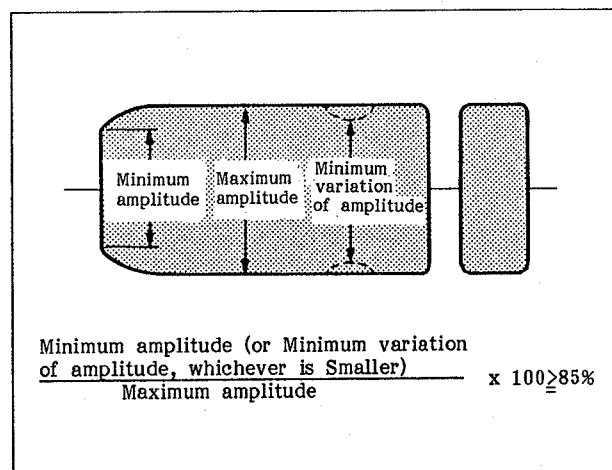 Minimum
amplitude
Maximum
amplitude
Minimum
variation
of amplitude
Minimum amplitude (or Minimum variation
of amplitude, whichever is Smaller)
Maximum amplitude
x 100≧85%